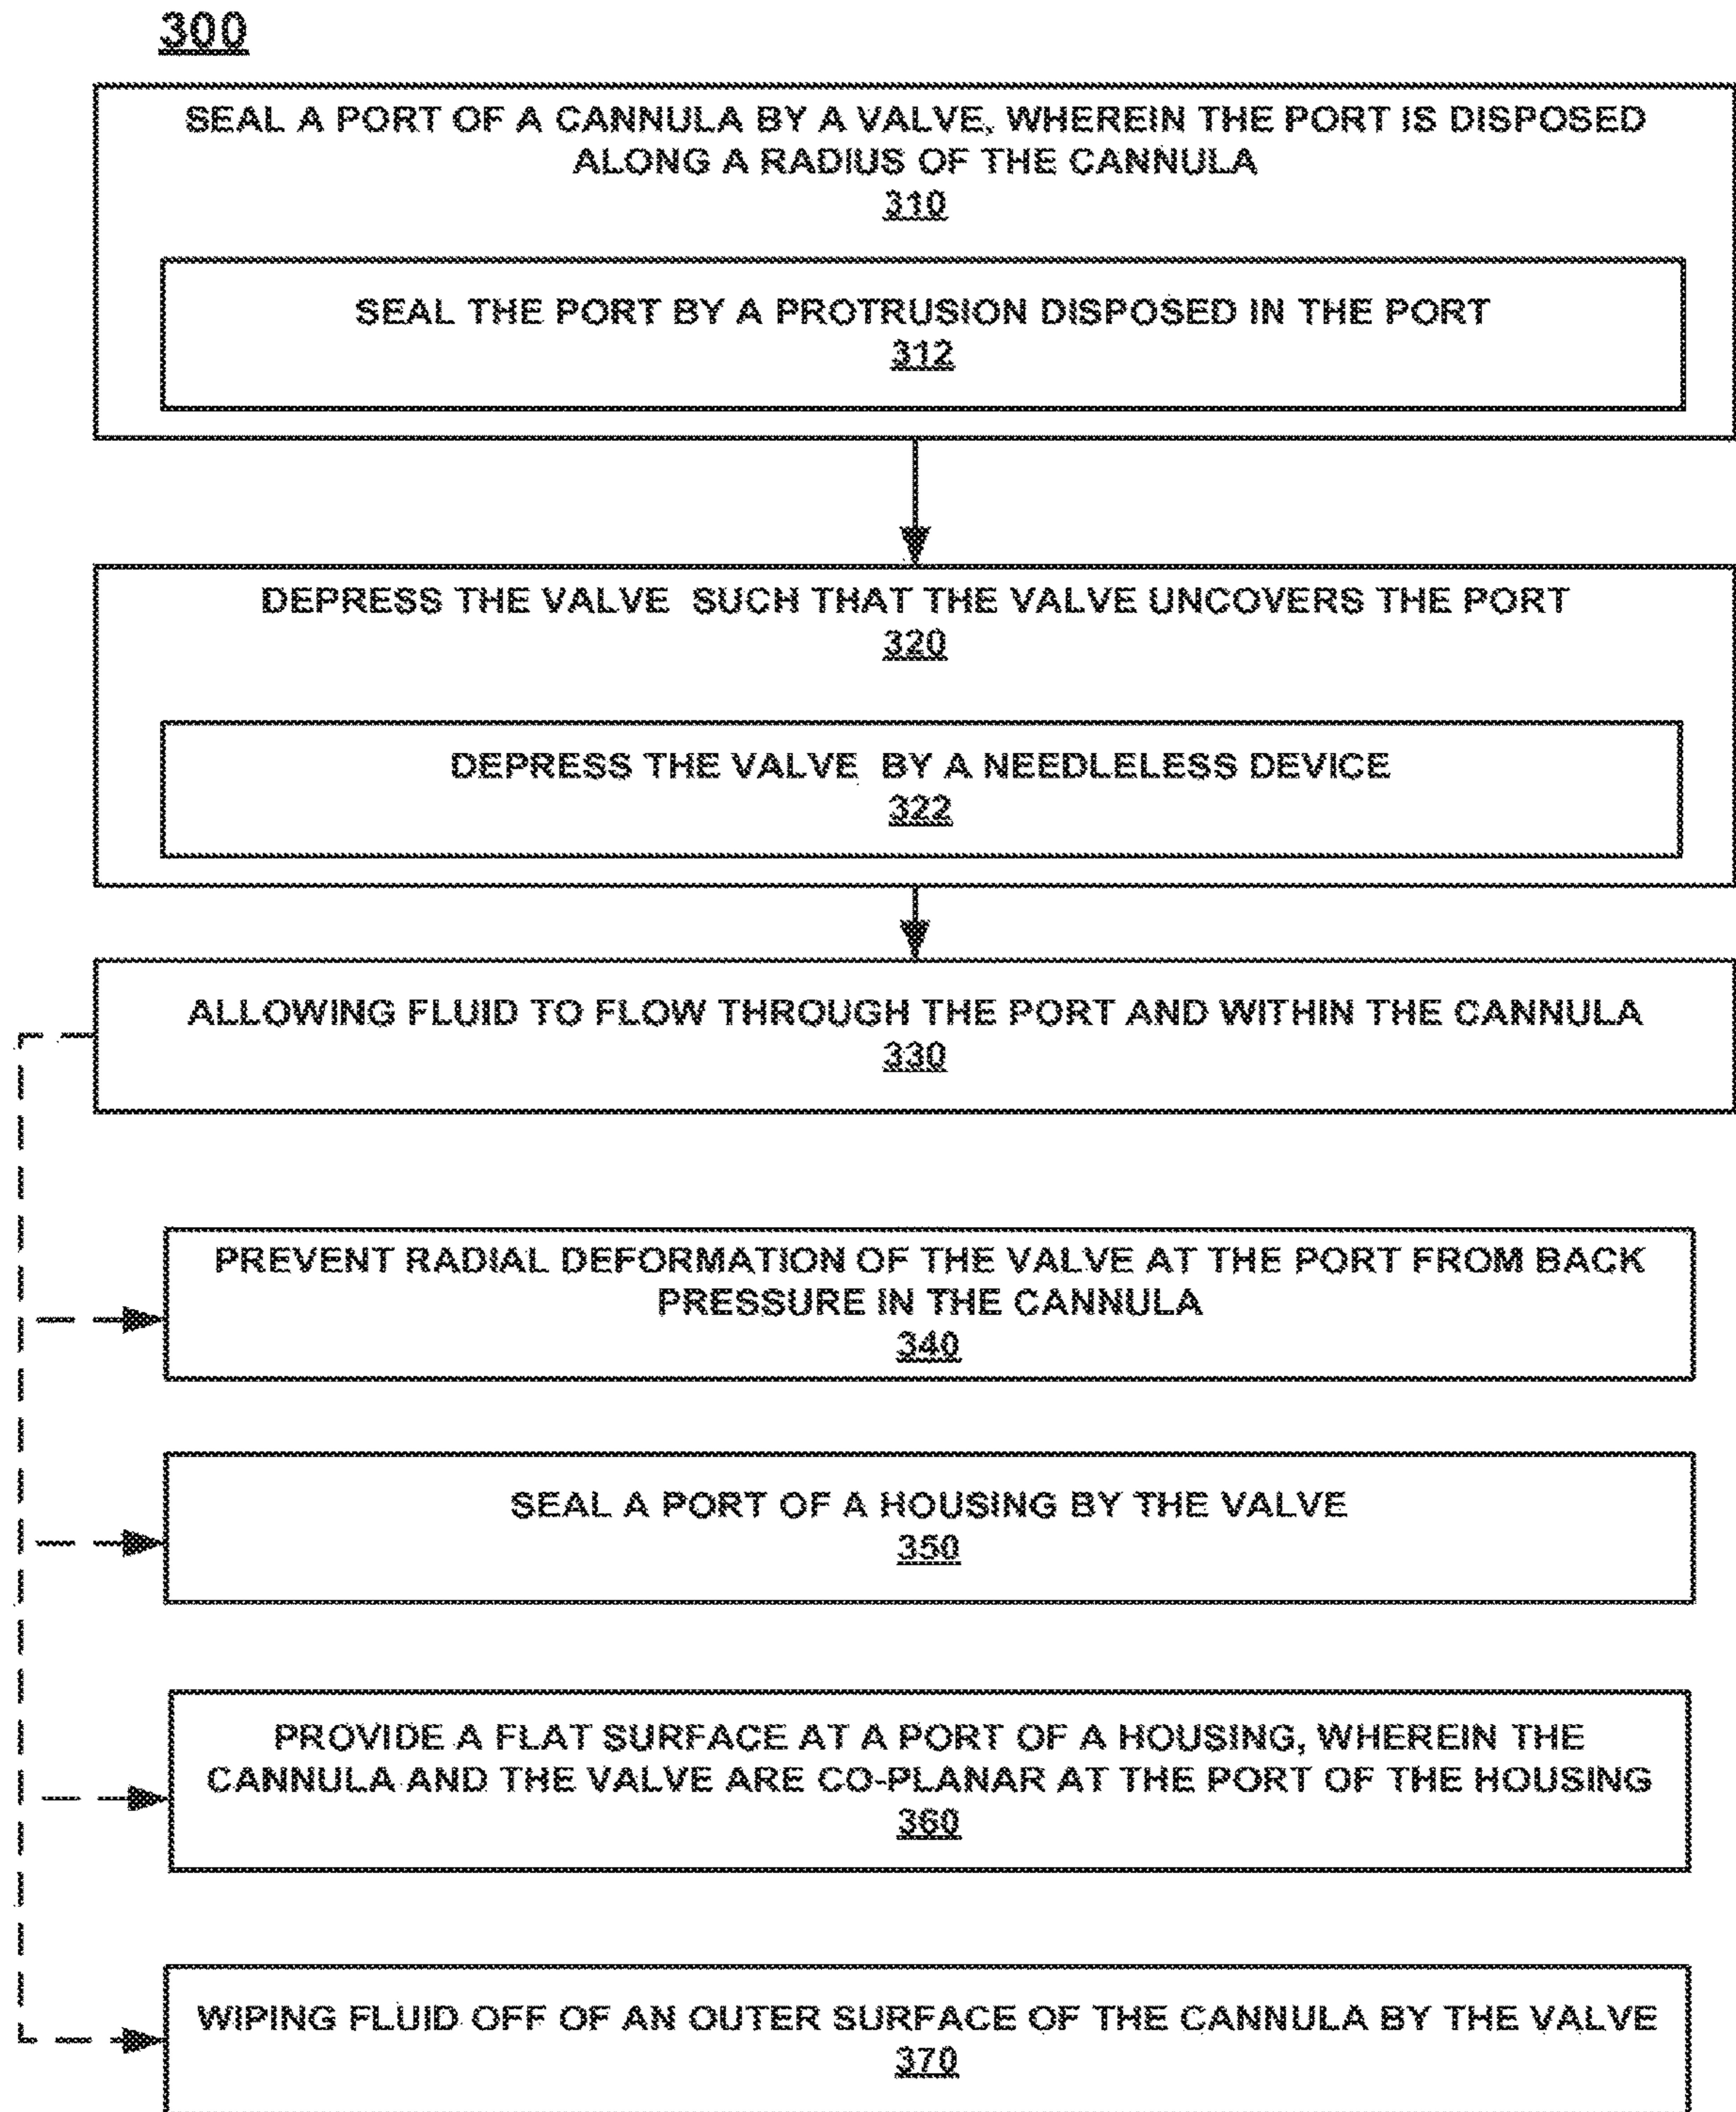 300
SEAL A PORT OF A CANNULA BY A VALVE, WHEREIN THE PORT IS DISPOSED
ALONG A RADIUS OF THE CANNULA
310
SEAL THE PORT BY A PROTRUSION DISPOSED IN THE PORT
312
DEPRESS THE VALVE SUCH THAT THE VALVE UNCOVERS THE PORT
320
DEPRESS THE VALVE BY A NEEDLELESS DEVICE
322
ALLOWING FLUID TO FLOW THROUGH THE PORT AND WITHIN THE CANNULA
330
PREVENT RADIAL DEFORMATION OF THE VALVE AT THE PORT FROM BACK
PRESSURE IN THE CANNULA
340
SEAL A PORT OF A HOUSING BY THE VALVE
350
PROVIDE A FLAT SURFACE AT A PORT OF A HOUSING, WHEREIN THE
CANNULA AND THE VALVE ARE CO-PLANAR AT THE PORT OF THE HOUSING
360
WIPING FLUID OFF OF AN OUTER SURFACE OF THE CANNULA BY THE VALVE
370